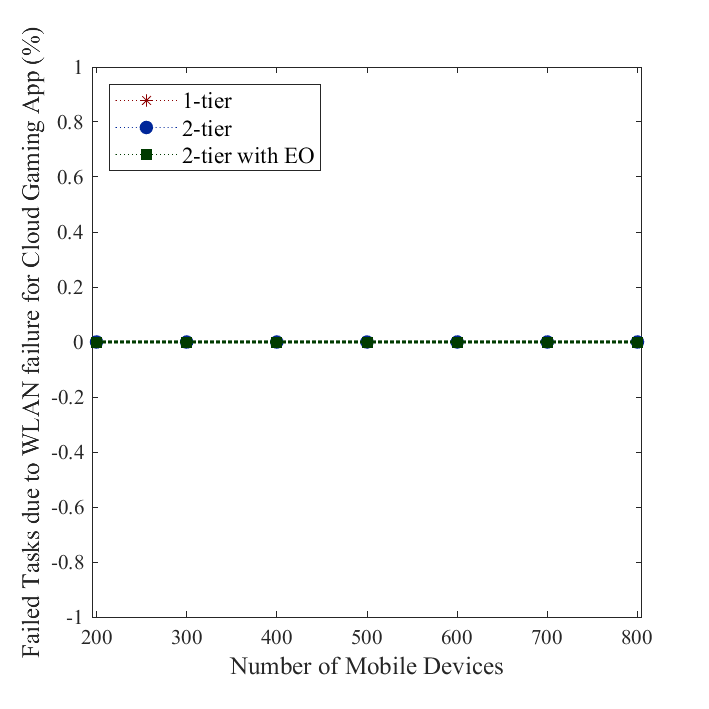 Failed Tasks due to WLAN failure for Cloud Gaming App (%)
1
0.8
0.6
0.4
0.2
0
-0.2
-0.4
-0.6
-0.8
-1
1-tier
2-tier
2-tier with EO
200 300 400 500 600 700 800
Number of Mobile Devices